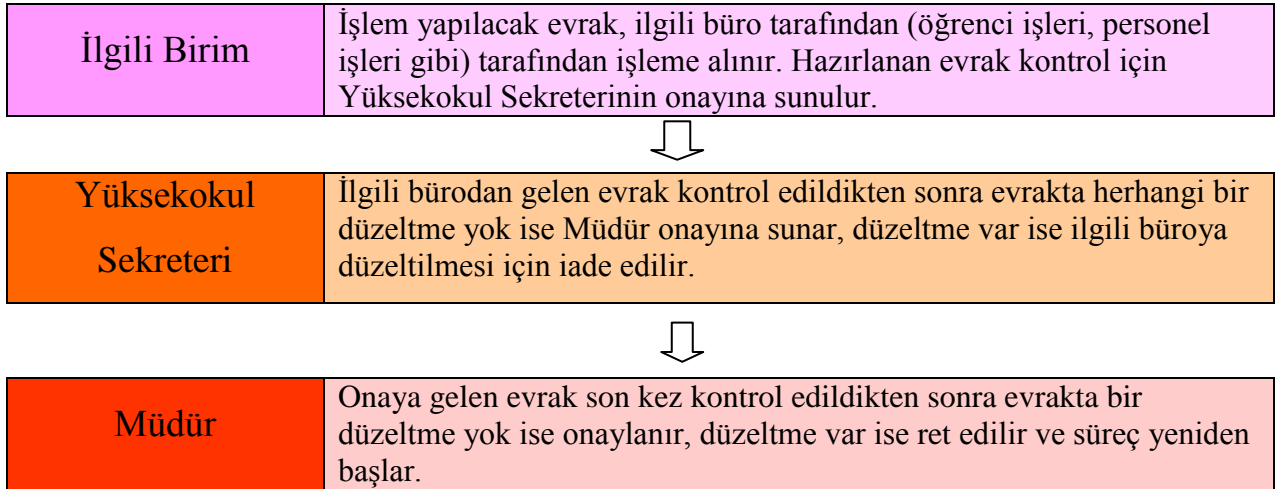 İlgili Birim
İşlem yapılacak evrak, ilgili büro tarafından (öğrenci işleri, personel
işleri gibi) tarafından işleme alınır. Hazırlanan evrak kontrol için
Yüksekokul Sekreterinin onayına sunulur.
Yüksekokul
Sekreteri
İlgili bürodan gelen evrak kontrol edildikten sonra evrakta herhangi bir
düzeltme yok ise Müdür onayına sunar, düzeltme var ise ilgili büroya
düzeltilmesi için iade edilir.
Müdür
Onaya gelen evrak son kez kontrol edildikten sonra evrakta bir
düzeltme yok ise onaylanır, düzeltme var ise ret edilir ve süreç yeniden
başlar.